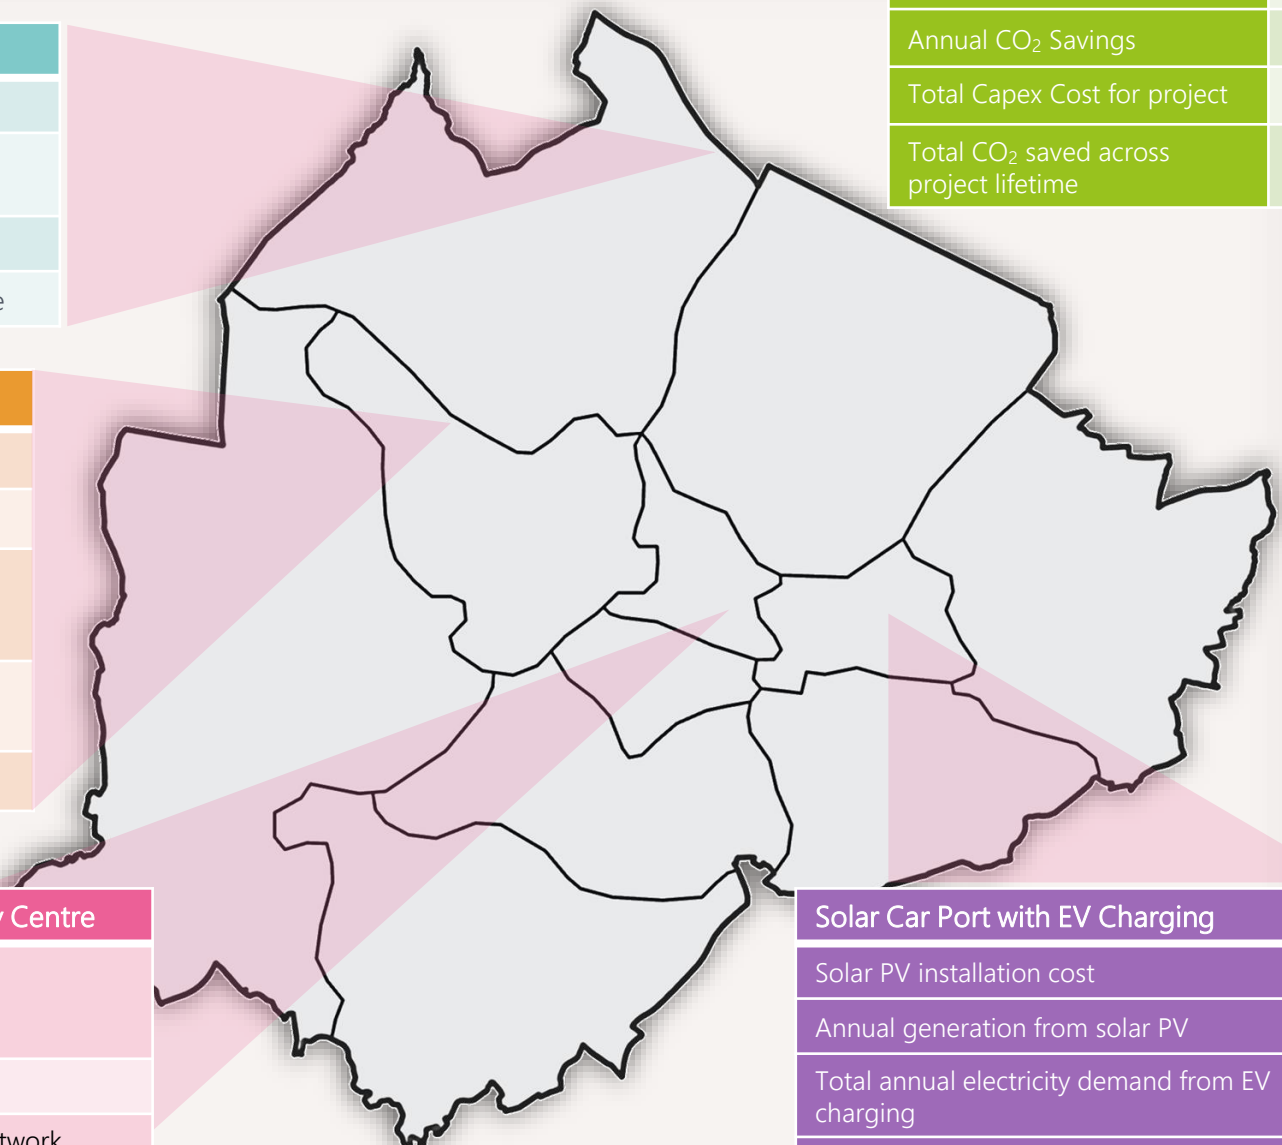 Annual CO₂ Savings
Total Capex Cost for project
Total CO₂ saved across
project lifetime
Centre
Solar Car Port with EV Charging
Solar PV installation cost
Annual generation from solar PV
Total annual electricity demand from EV
charging